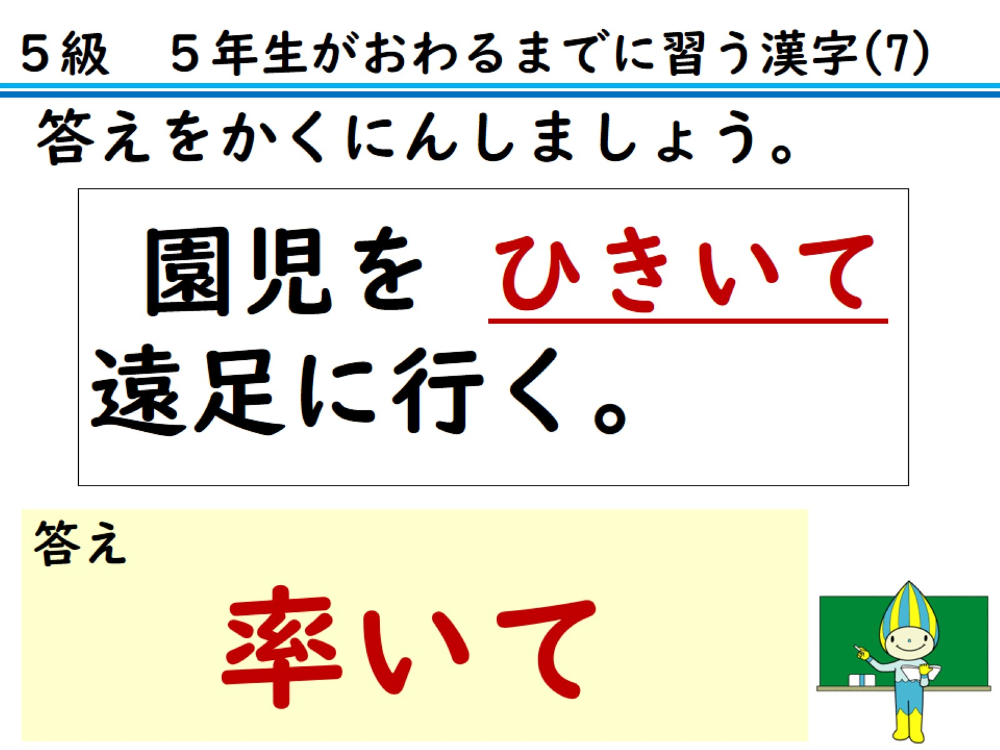 ５級　５年生がおわるまでに習う漢字(7)
答えをかくにんしましょう。
園児を ひきいて
遠足に行く。
答え
率いて